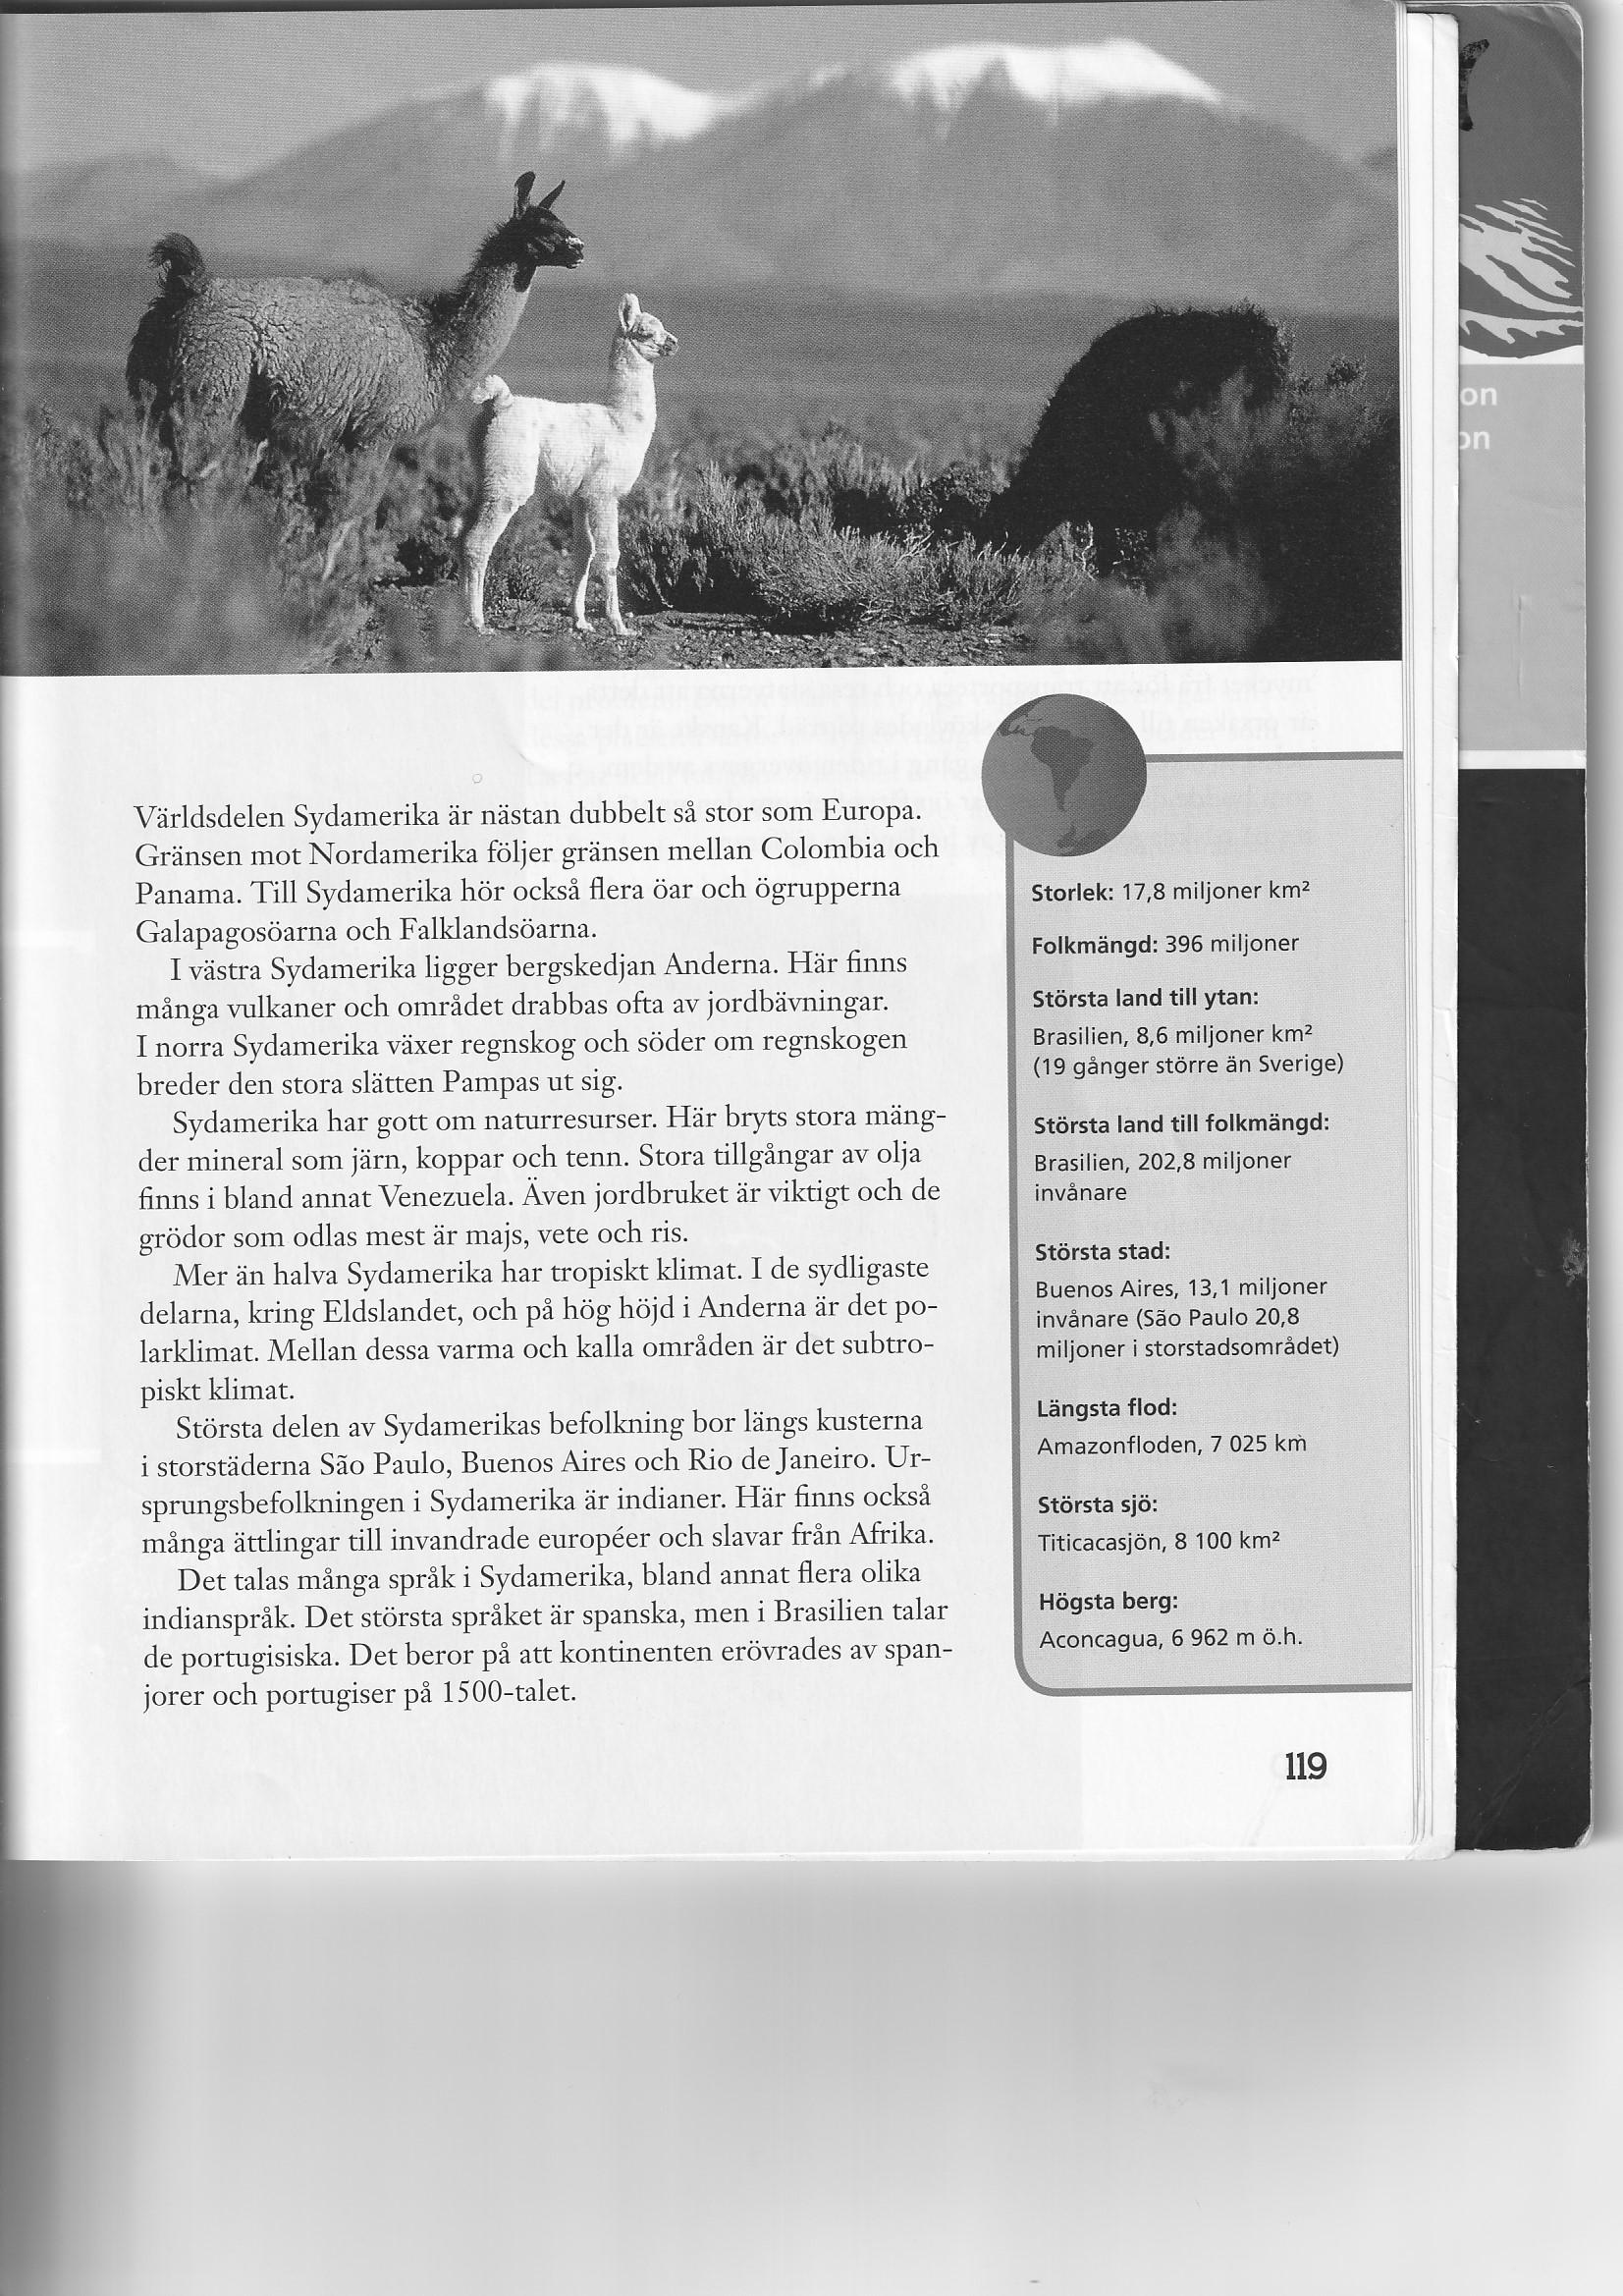 Världsdelen Sydamerika är nästan dubbelt så stor som Europa.
Gränsen mot Nordamerika följer gränsen mellan Colombia och
Panama. Till Sydamerika hör också flera öar och ögrupperna
Galapagosöarna och Falklandsöarna.
I västra Sydamerika ligger bergskedjan Anderna. Här finns
många vulkaner och området drabbas ofta av jordbävningar.
I norra Sydamerika växer regnskog och söder om regnskogen
breder den stora slätten Pampas ut sig.
Sydamerika har gott om naturresurser. Här bryts stora mäng-
der mineral som järn, koppar och tenn. Stora tillgångar av olja
finns i bland annat Venezuela. Även jordbruket är viktigt och de
grödor som odlas mest är majs, vete och ris.
Mer än halva Sydamerika har tropiskt klimat. I de sydligaste
delarna, kring Eldslandet, och på hög höjd i Anderna är det po-
larklimat. Mellan dessa varma och kalla områden är det subtro-
piskt klimat.
Största delen av Sydamerikas befolkning bor längs kusterna
i storstäderna São Paulo, Buenos Aires och Rio de Janeiro. Ur-
sprungsbefolkningen i Sydamerika är indianer. Här finns också
många ättlingar till invandrade européer och slavar från Afrika.
Det talas många språk i Sydamerika, bland annat flera olika
indianspråk. Det största språket är spanska, men i Brasilien talar
de portugisiska. Det beror på att kontinenten erövrades av span-
jorer och portugiser på 1500-talet.
Storlek: 17,8 miljoner km²
Folkmängd: 396 miljoner
Största land till ytan:
Brasilien, 8,6 miljoner km²
(19 gånger större än Sverige)
Största land till folkmängd:
Brasilien, 202,8 miljoner
invånare
Största stad:
Buenos Aires, 13,1 miljoner
invånare (São Paulo 20,8
miljoner i storstadsområdet)
Längsta flod:
Amazonfloden, 7 025 km
Största sjö:
Titicacasjön, 8 100 km²
Högsta berg:
Aconcagua, 6 962 m ö.h.
119
on
on